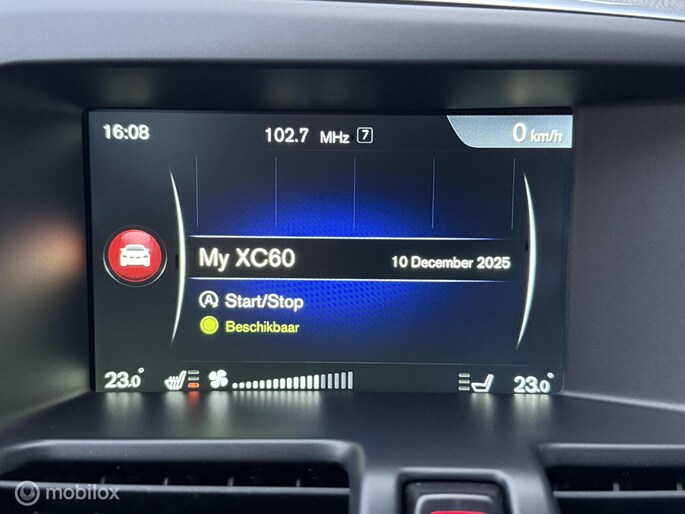 16:08
102.7 MHz 7
0 km/h
My XC60
10 December 2025
Start/Stop
Beschikbaar
23.0°
23.0°
mobilox